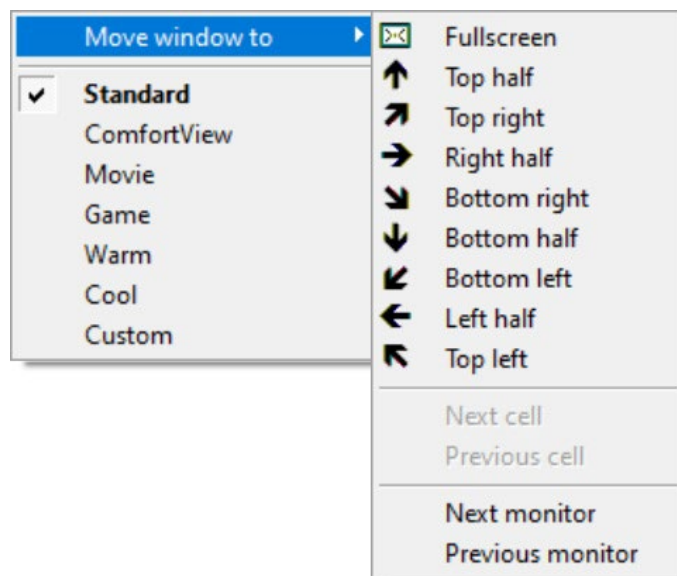 Move window to
Standard
ComfortView
Movie
Game
Warm
Cool
Custom
Fullscreen
Top half
Top right
Right half
Bottom right
Bottom half
Bottom left
Left half
Top left
Next cell
Previous cell
Next monitor
Previous monitor